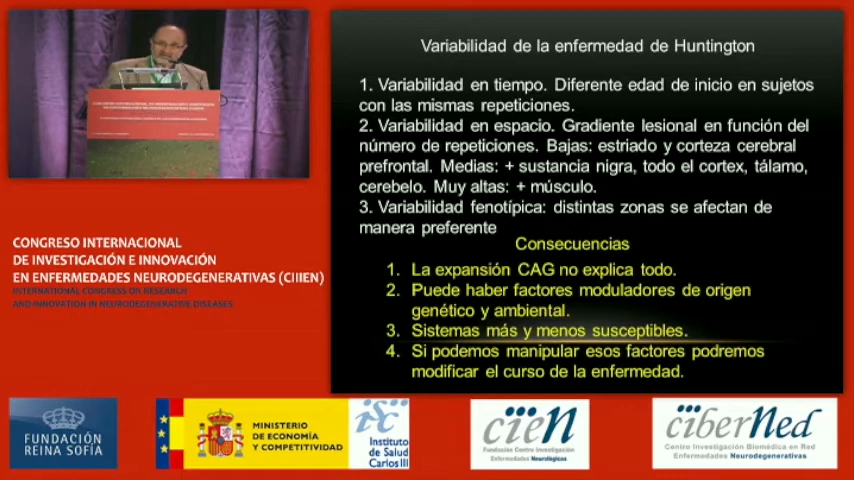 Variabilidad de la enfermedad de Huntington
1. Variabilidad en tiempo. Diferente edad de inicio en sujetos
con las mismas repeticiones.
2. Variabilidad en espacio. Gradiente lesional en función del
número de repeticiones. Bajas: estriado y corteza cerebral
prefrontal. Medias: + sustancia nigra, todo el cortex, tálamo,
cerebelo. Muy altas: + músculo.
3. Variabilidad fenotípica: distintas zonas se afectan de
manera preferente
Consecuencias
1. La expansión CAG no explica todo.
2. Puede haber factores moduladores de origen
genético y ambiental.
3. Sistemas más y menos susceptibles.
4. Si podemos manipular esos factores podremos
modificar el curso de la enfermedad.
CONGRESO INTERNACIONAL
DE INVESTIGACIÓN E INNOVACIÓN
EN ENFERMEDADES NEURODEGENERATIVAS (CIIIEN)
INTERNATIONAL CONGRESS ON RESEARCH
AND INNOVATION IN NEURODEGENERATIVE DISEASES
FUNDACIÓN
REINA SOFÍA
MINISTERIO
DE ECONOMÍA
Y COMPETITIVIDAD
isc
Instituto
de Salud
Carlos III
cien
Fundación Centro Investigación
Enfermedades Neurológicas
ciberned
Centro Investigación Biomédica en Red
Enfermedades Neurodegenerativas